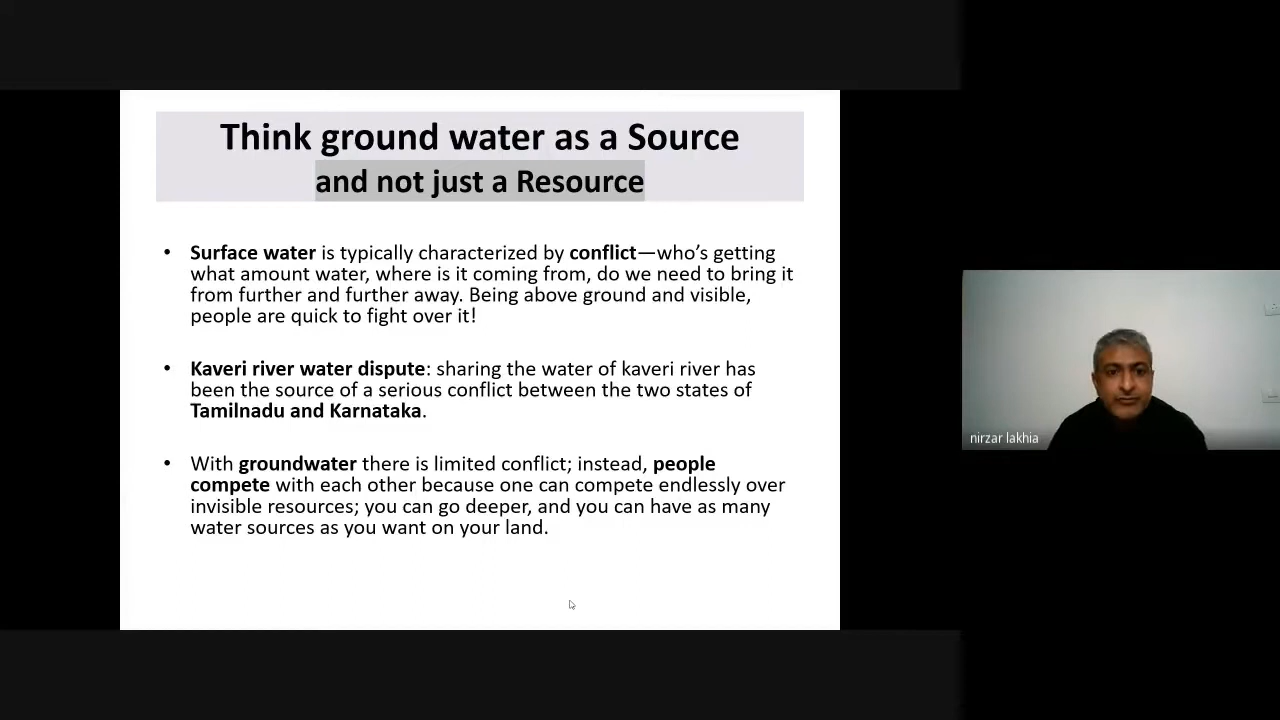 Think ground water as a Source
and not just a Resource
• Surface water is typically characterized by conflict—who’s getting
what amount water, where is it coming from, do we need to bring it
from further and further away. Being above ground and visible,
people are quick to fight over it!
• Kaveri river water dispute: sharing the water of kaveri river has
been the source of a serious conflict between the two states of
Tamilnadu and Karnataka.
• With groundwater there is limited conflict; instead, people
compete with each other because one can compete endlessly over
invisible resources; you can go deeper, and you can have as many
water sources as you want on your land.
nirzar lakhia